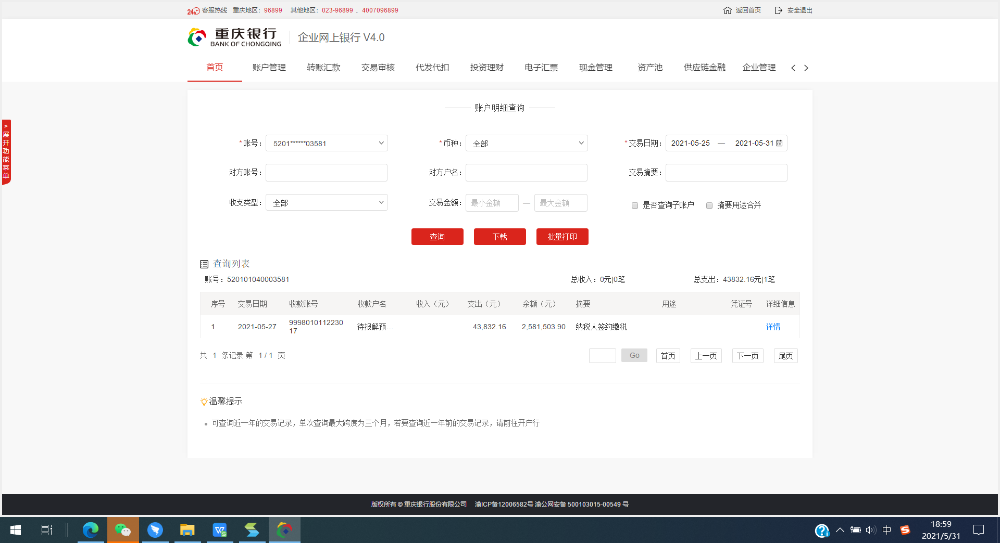 24h 客服热线 重庆地区：96899 其他地区：023-96899 、4007096899 返回首页 安全退出
重庆银行 企业网上银行 V4.0
BANK OF CHONGQING
首页 账户管理 转账汇款 交易审核 代发代扣 投资理财 电子汇票 现金管理 资产池 供应链金融 企业管理 < >
账户明细查询
> 展开功能菜单
*账号： 5201******03581 *币种： 全部 *交易日期： 2021-05-25 — 2021-05-31
对方账号： 对方户名： 交易摘要：
收支类型： 全部 交易金额： 最小金额 — 最大金额 是否查询子账户 摘要用途合并
查询 下载 批量打印
查询列表
账号：520101040003581 总收入：0元|0笔 总支出：43832.16元|1笔
序号 交易日期 收款账号 收款户名 收入（元） 支出（元） 余额（元） 摘要 用途 凭证号 详细信息
1 2021-05-27 9998010112230 待报解预... 43,832.16 2,581,503.90 纳税人签约缴税 详情
17
共 1 条记录 第 1 / 1 页 Go 首页 上一页 下一页 尾页
温馨提示
可查询近一年的交易记录，单次查询最大跨度为三个月，若要查询近一年前的交易记录，请前往开户行
版权所有 © 重庆银行股份有限公司 渝ICP备12006582号 渝公网安备 500103015-00549 号
中 18:59
2021/5/31